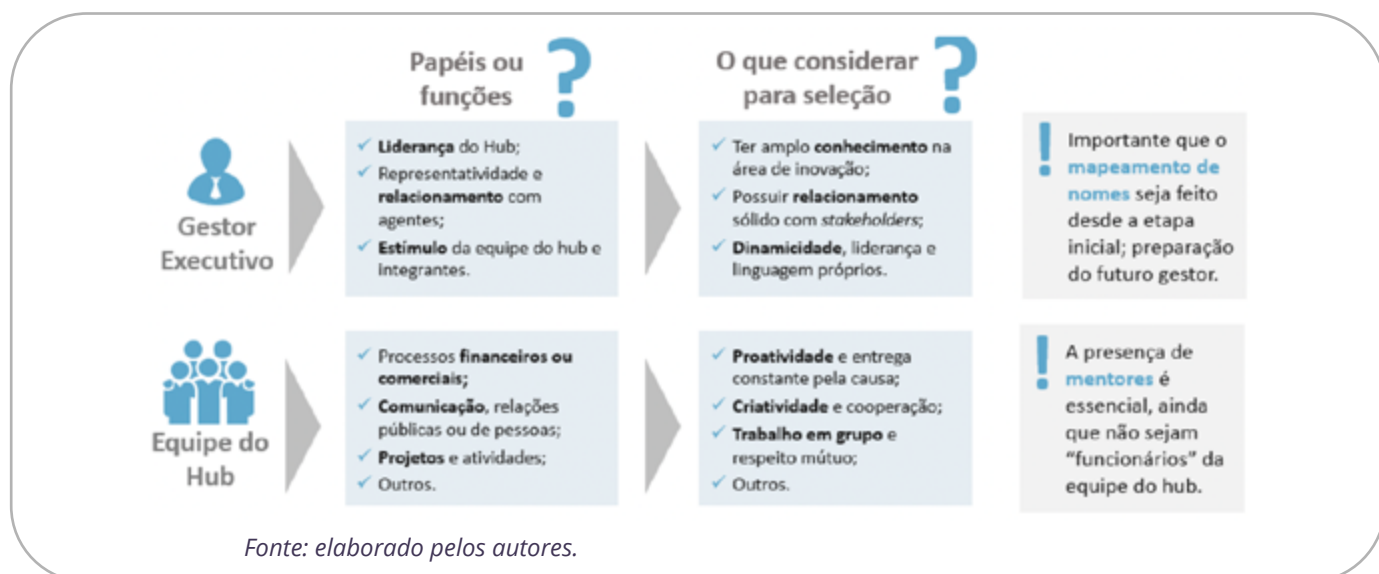 Papéis ou
funções
?
O que considerar
para seleção
?
Gestor
Executivo
✓ Liderança do Hub;
✓ Representatividade e
relacionamento com
agentes;
✓ Estímulo da equipe do hub e
integrantes.
✓ Ter amplo conhecimento na
área de inovação;
✓ Possuir relacionamento
sólido com stakeholders;
✓ Dinamicidade, liderança e
linguagem próprios.
!
Importante que o
mapeamento de
nomes seja feito
desde a etapa
inicial; preparação
do futuro gestor.
Equipe do
Hub
✓ Processos financeiros ou
comerciais;
✓ Comunicação, relações
públicas ou de pessoas;
✓ Projetos e atividades;
✓ Outros.
✓ Proatividade e entrega
constante pela causa;
✓ Criatividade e cooperação;
✓ Trabalho em grupo e
respeito mútuo;
✓ Outros.
!
A presença de
mentores é
essencial, ainda
que não sejam
“funcionários” da
equipe do hub.
Fonte: elaborado pelos autores.